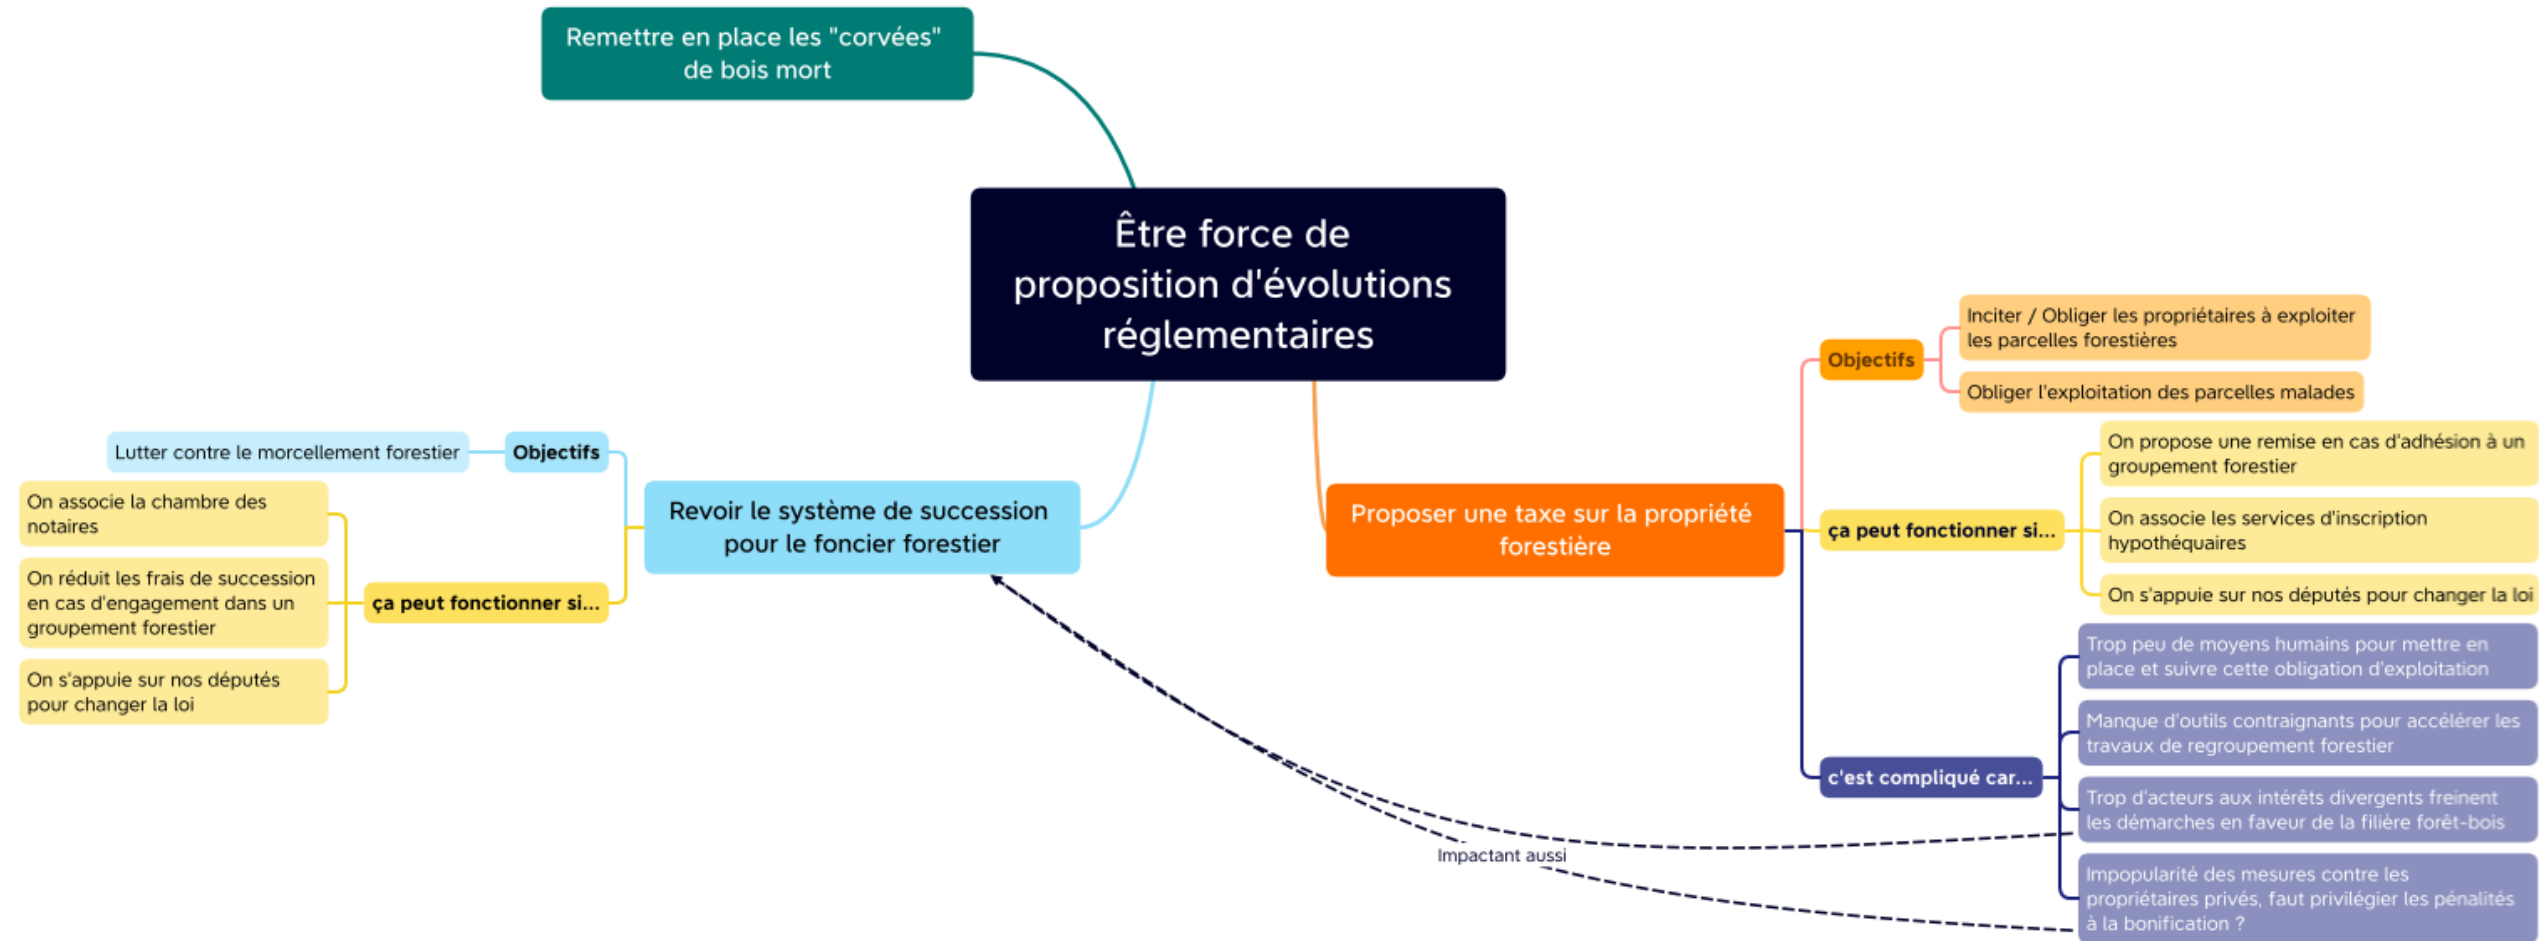 Remettre en place les "corvées"
de bois mort
Être force de
proposition d'évolutions
réglementaires
Lutter contre le morcellement forestier
Objectifs
On associe la chambre des
notaires
On réduit les frais de succession
en cas d'engagement dans un
groupement forestier
On s'appuie sur nos députés
pour changer la loi
ça peut fonctionner si...
Revoir le système de succession
pour le foncier forestier
Proposer une taxe sur la propriété
forestière
Objectifs
Inciter / Obliger les propriétaires à exploiter
les parcelles forestières
Obliger l'exploitation des parcelles malades
ça peut fonctionner si...
On propose une remise en cas d'adhésion à un
groupement forestier
On associe les services d'inscription
hypothéquaires
On s'appuie sur nos députés pour changer la loi
c'est compliqué car...
Trop peu de moyens humains pour mettre en
place et suivre cette obligation d'exploitation
Manque d'outils contraignants pour accélérer les
travaux de regroupement forestier
Trop d'acteurs aux intérêts divergents freinent
les démarches en faveur de la filière forêt-bois
Impopularité des mesures contre les
propriétaires privés, faut privilégier les pénalités
à la bonification ?
Impactant aussi